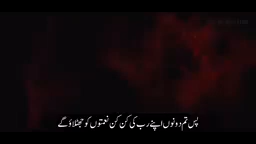 پس تم دونوں اپنے رب کی کن کن نعمتوں کو جھٹلاؤ گے